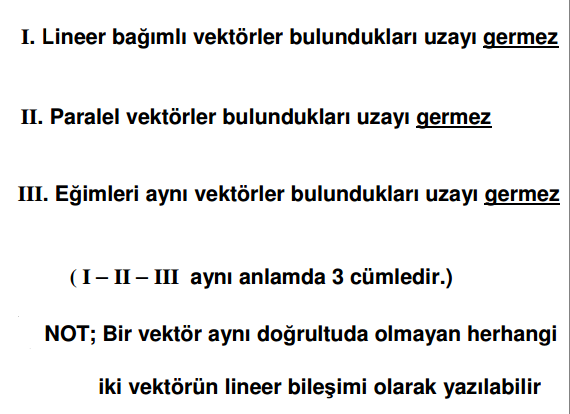 I. Lineer bağımlı vektörler bulundukları uzayı germez
II. Paralel vektörler bulundukları uzayı germez
III. Eğimleri aynı vektörler bulundukları uzayı germez
( I – II – III aynı anlamda 3 cümledir.)
NOT; Bir vektör aynı doğrultuda olmayan herhangi
iki vektörün lineer bileşimi olarak yazılabilir